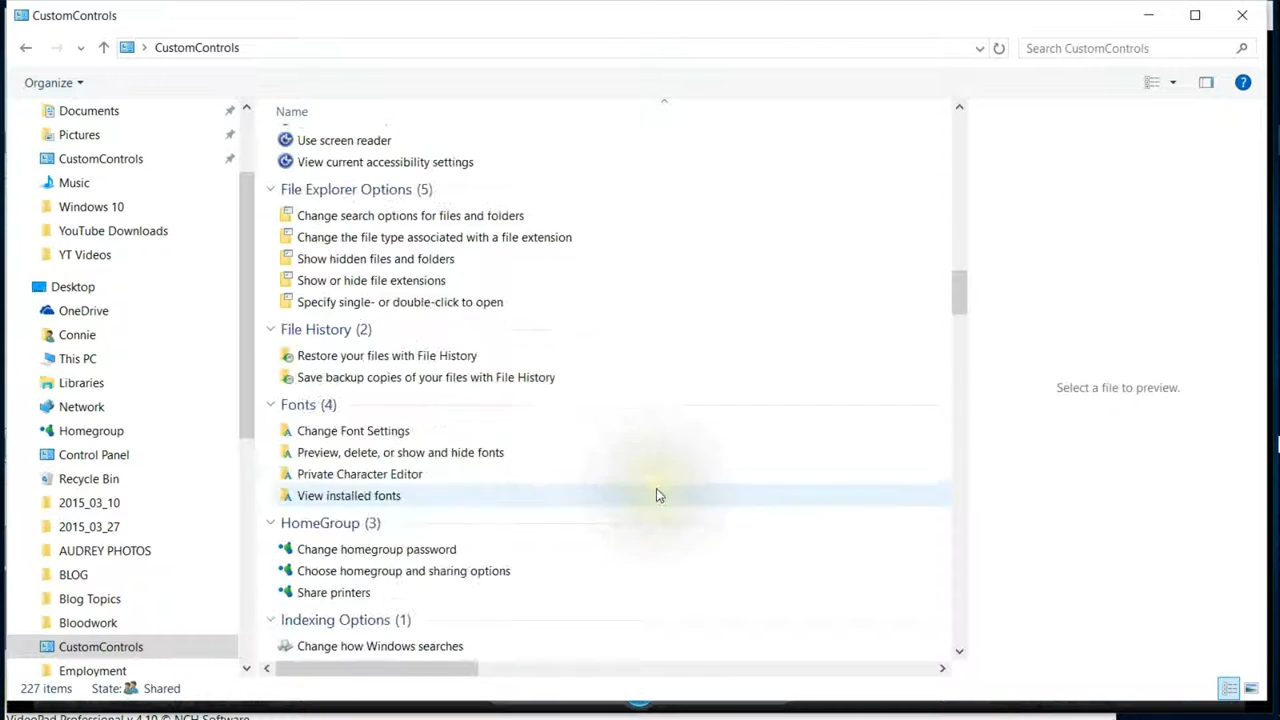 CustomControls
CustomControls
Search CustomControls
Organize
Documents
Pictures
CustomControls
Music
Windows 10
YouTube Downloads
YT Videos
Desktop
OneDrive
Connie
This PC
Libraries
Network
Homegroup
Control Panel
Recycle Bin
2015_03_10
2015_03_27
AUDREY PHOTOS
BLOG
Blog Topics
Bloodwork
CustomControls
Employment
Name
Use screen reader
View current accessibility settings
File Explorer Options (5)
Change search options for files and folders
Change the file type associated with a file extension
Show hidden files and folders
Show or hide file extensions
Specify single- or double-click to open
File History (2)
Restore your files with File History
Save backup copies of your files with File History
Fonts (4)
Change Font Settings
Preview, delete, or show and hide fonts
Private Character Editor
View installed fonts
HomeGroup (3)
Change homegroup password
Choose homegroup and sharing options
Share printers
Indexing Options (1)
Change how Windows searches
Select a file to preview.
227 items State: Shared
VideoPad Professional v 4.10 © NCH Software